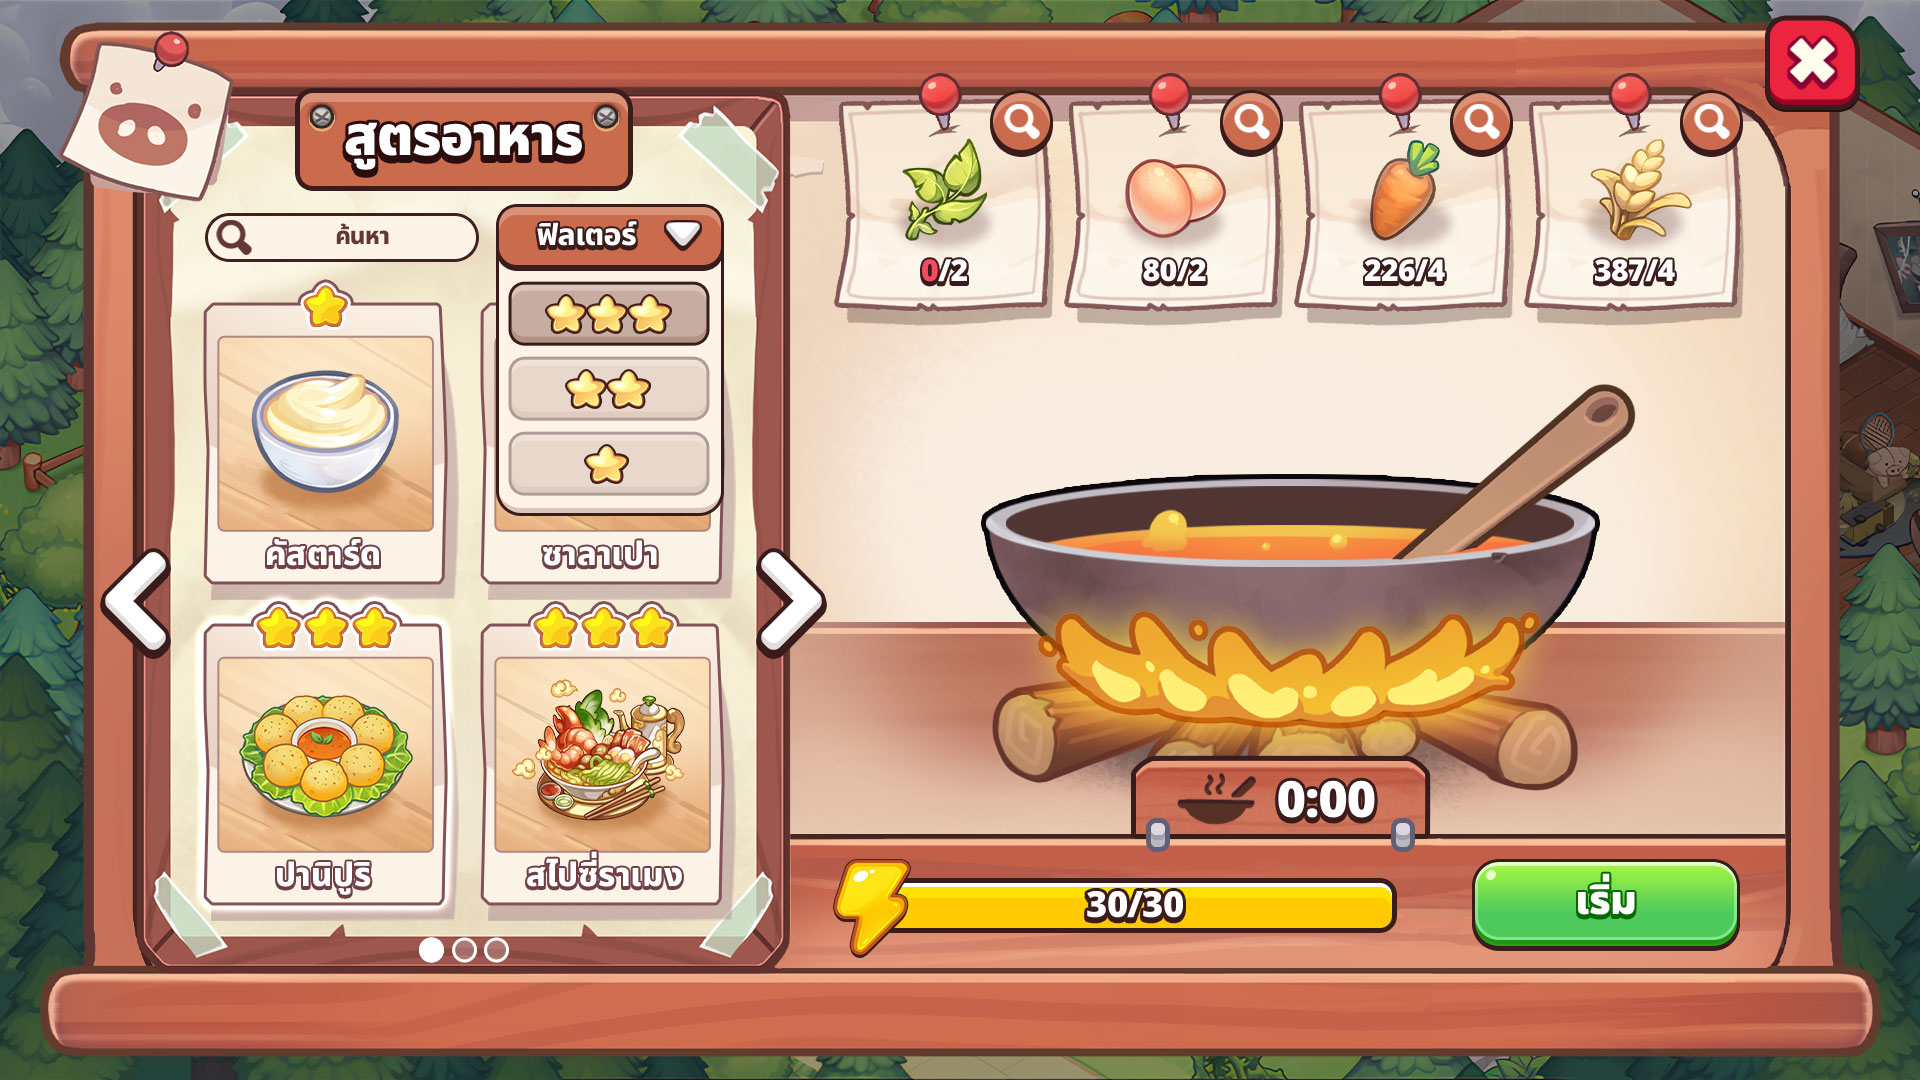 สูตรอาหาร
ค้นหา
ฟิลเตอร์
คัสตาร์ด
ซาลาเปา
ปานิปูริ
สไปซี่ราเมง
0/2
80/2
226/4
387/4
0:00
30/30
เริ่ม